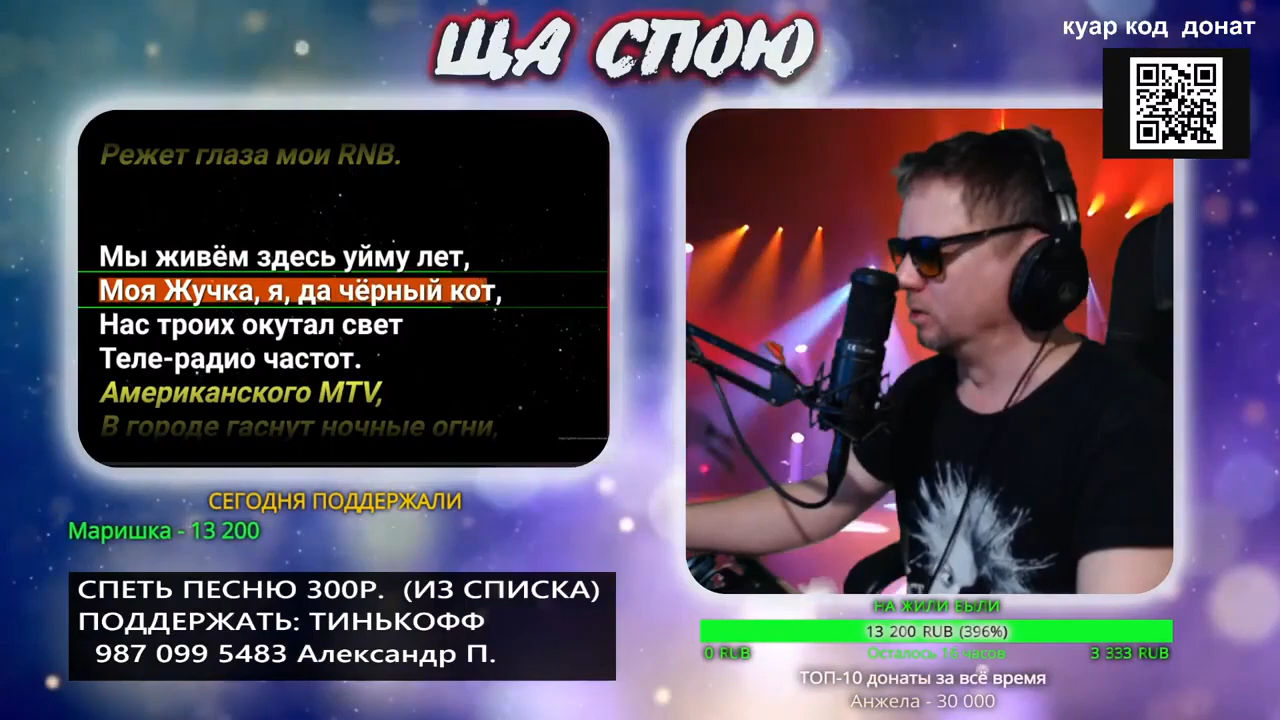 ЩА СПОЮ
куар код донат
Режет глаза мои RNB.
Мы живём здесь уйму лет,
Моя Жучка, я, да чёрный кот,
Нас троих окутал свет
Теле-радио частот.
Американского MTV,
В городе гаснут ночные огни,
СЕГОДНЯ ПОДДЕРЖАЛИ
Маришка - 13 200
СПЕТЬ ПЕСНЮ 300Р. (ИЗ СПИСКА)
ПОДДЕРЖАТЬ: ТИНЬКОФФ
987 099 5483 Александр П.
НА ЖИЛИ БЫЛИ
13 200 RUB (396%)
0 RUB
Осталось 15 часов
3 333 RUB
ТОП-10 донаты за всё время
Анжела - 30 000